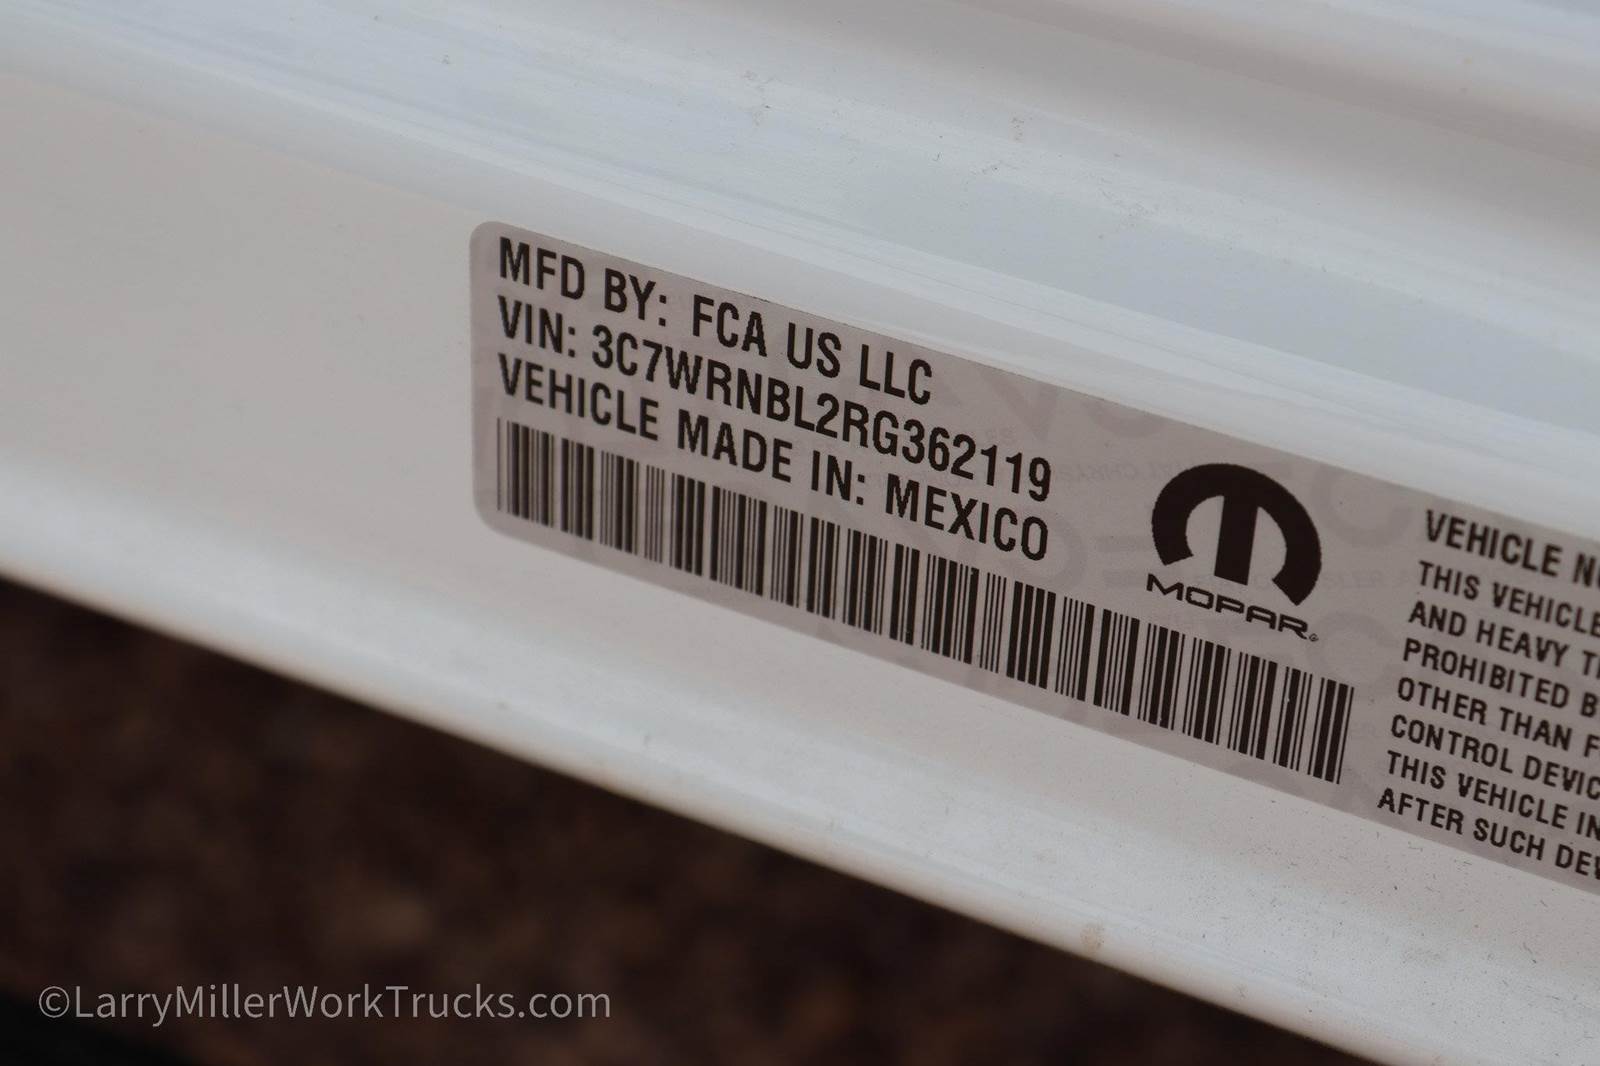 MFD BY: FCA US LLC
VIN: 3C7WRNBL2RG362119
VEHICLE MADE IN: MEXICO
MOPAR®
VEHICLE
THIS VEHICLE
AND HEAVY
PROHIBITED
OTHER THAN
CONTROL
THIS VEHICLE
AFTER SUCH
©LarryMillerWorkTrucks.com